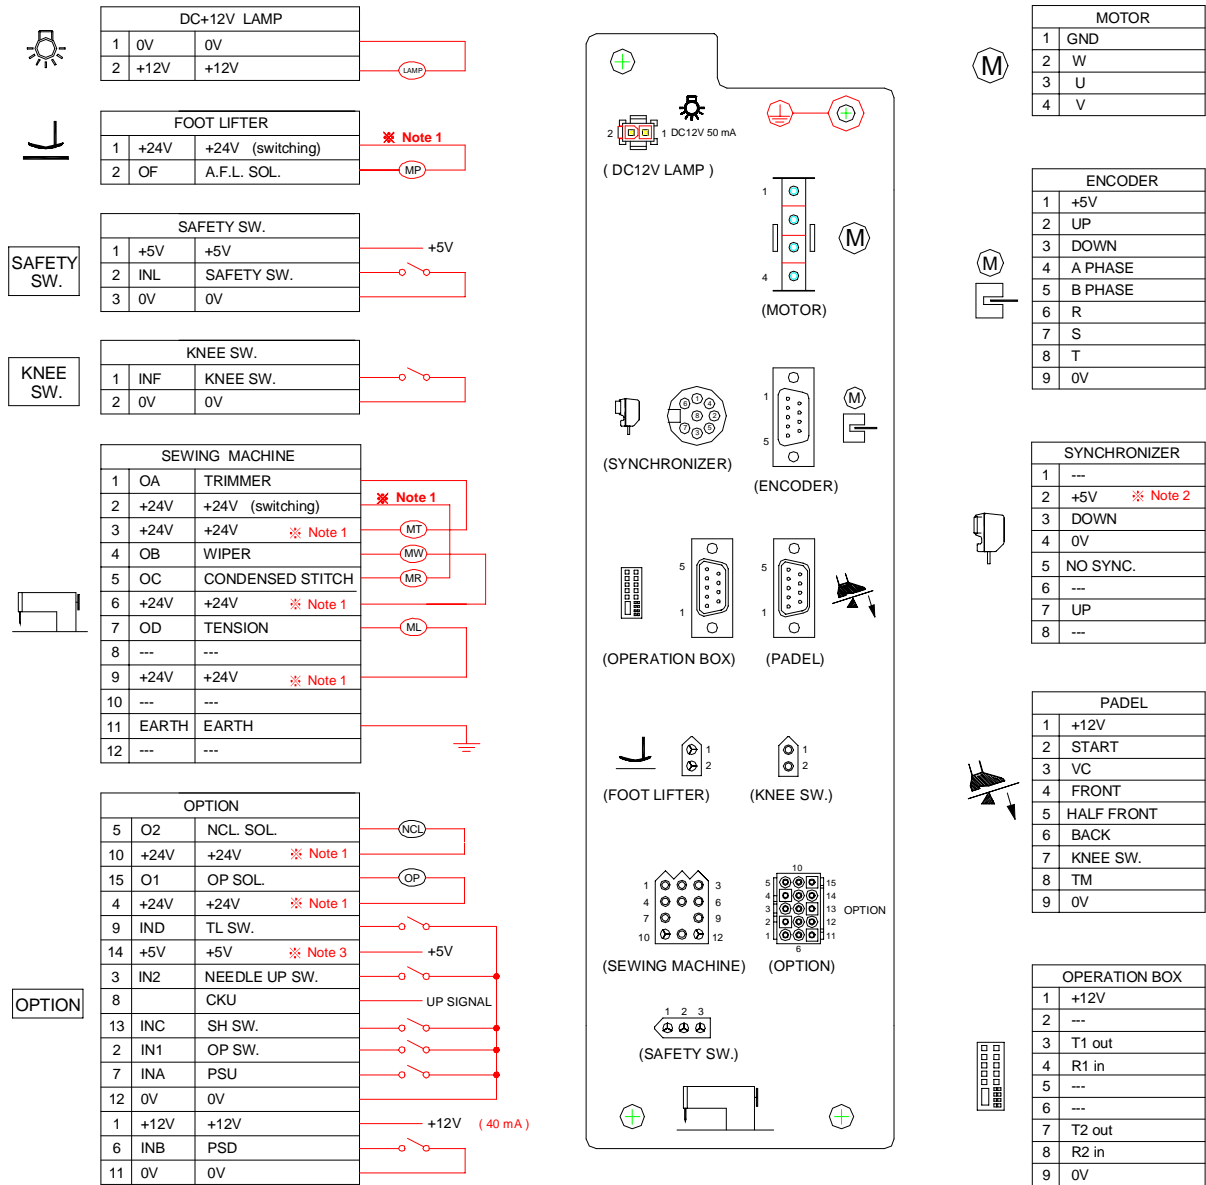 DC+12V LAMP
1 0V 0V
2 +12V +12V
LAMP
FOOT LIFTER
※ Note 1
1 +24V +24V (switching)
2 OF A.F.L. SOL.
MP
SAFETY SW.
SAFETY SW.
1 +5V +5V
+5V
2 INL SAFETY SW.
3 0V 0V
KNEE SW.
KNEE SW.
1 INF KNEE SW.
2 0V 0V
SEWING MACHINE
1 OA TRIMMER
2 +24V +24V (switching)
※ Note 1
3 +24V +24V ※ Note 1
MT
4 OB WIPER
MW
5 OC CONDENSED STITCH
MR
6 +24V +24V ※ Note 1
7 OD TENSION
ML
8 --- ---
9 +24V +24V ※ Note 1
10 --- ---
11 EARTH EARTH
12 --- ---
OPTION
OPTION
5 O2 NCL. SOL.
NCL
10 +24V +24V ※ Note 1
15 O1 OP SOL.
OP
4 +24V +24V ※ Note 1
9 IND TL SW.
14 +5V +5V ※ Note 3
+5V
3 IN2 NEEDLE UP SW.
8 CKU
UP SIGNAL
13 INC SH SW.
2 IN1 OP SW.
7 INA PSU
12 0V 0V
1 +12V +12V
+12V ( 40 mA )
6 INB PSD
11 0V 0V
2 1 DC12V 50 mA
( DC12V LAMP )
1
4
M
(MOTOR)
6 1 4
8 2
7 3 5
(SYNCHRONIZER)
1
5
M
(ENCODER)
5
1
(OPERATION BOX)
5
1
(PADEL)
1
2
(FOOT LIFTER)
1
2
(KNEE SW.)
1 3
4 6
7 9
10 12
(SEWING MACHINE)
10
5 15
4 14
3 13
2 12
1 11
6
OPTION
(OPTION)
1 2 3
(SAFETY SW.)
M
MOTOR
1 GND
2 W
3 U
4 V
M
ENCODER
1 +5V
2 UP
3 DOWN
4 A PHASE
5 B PHASE
6 R
7 S
8 T
9 0V
SYNCHRONIZER
1 ---
2 +5V ※ Note 2
3 DOWN
4 0V
5 NO SYNC.
6 ---
7 UP
8 ---
PADEL
1 +12V
2 START
3 VC
4 FRONT
5 HALF FRONT
6 BACK
7 KNEE SW.
8 TM
9 0V
OPERATION BOX
1 +12V
2 ---
3 T1 out
4 R1 in
5 ---
6 ---
7 T2 out
8 R2 in
9 0V